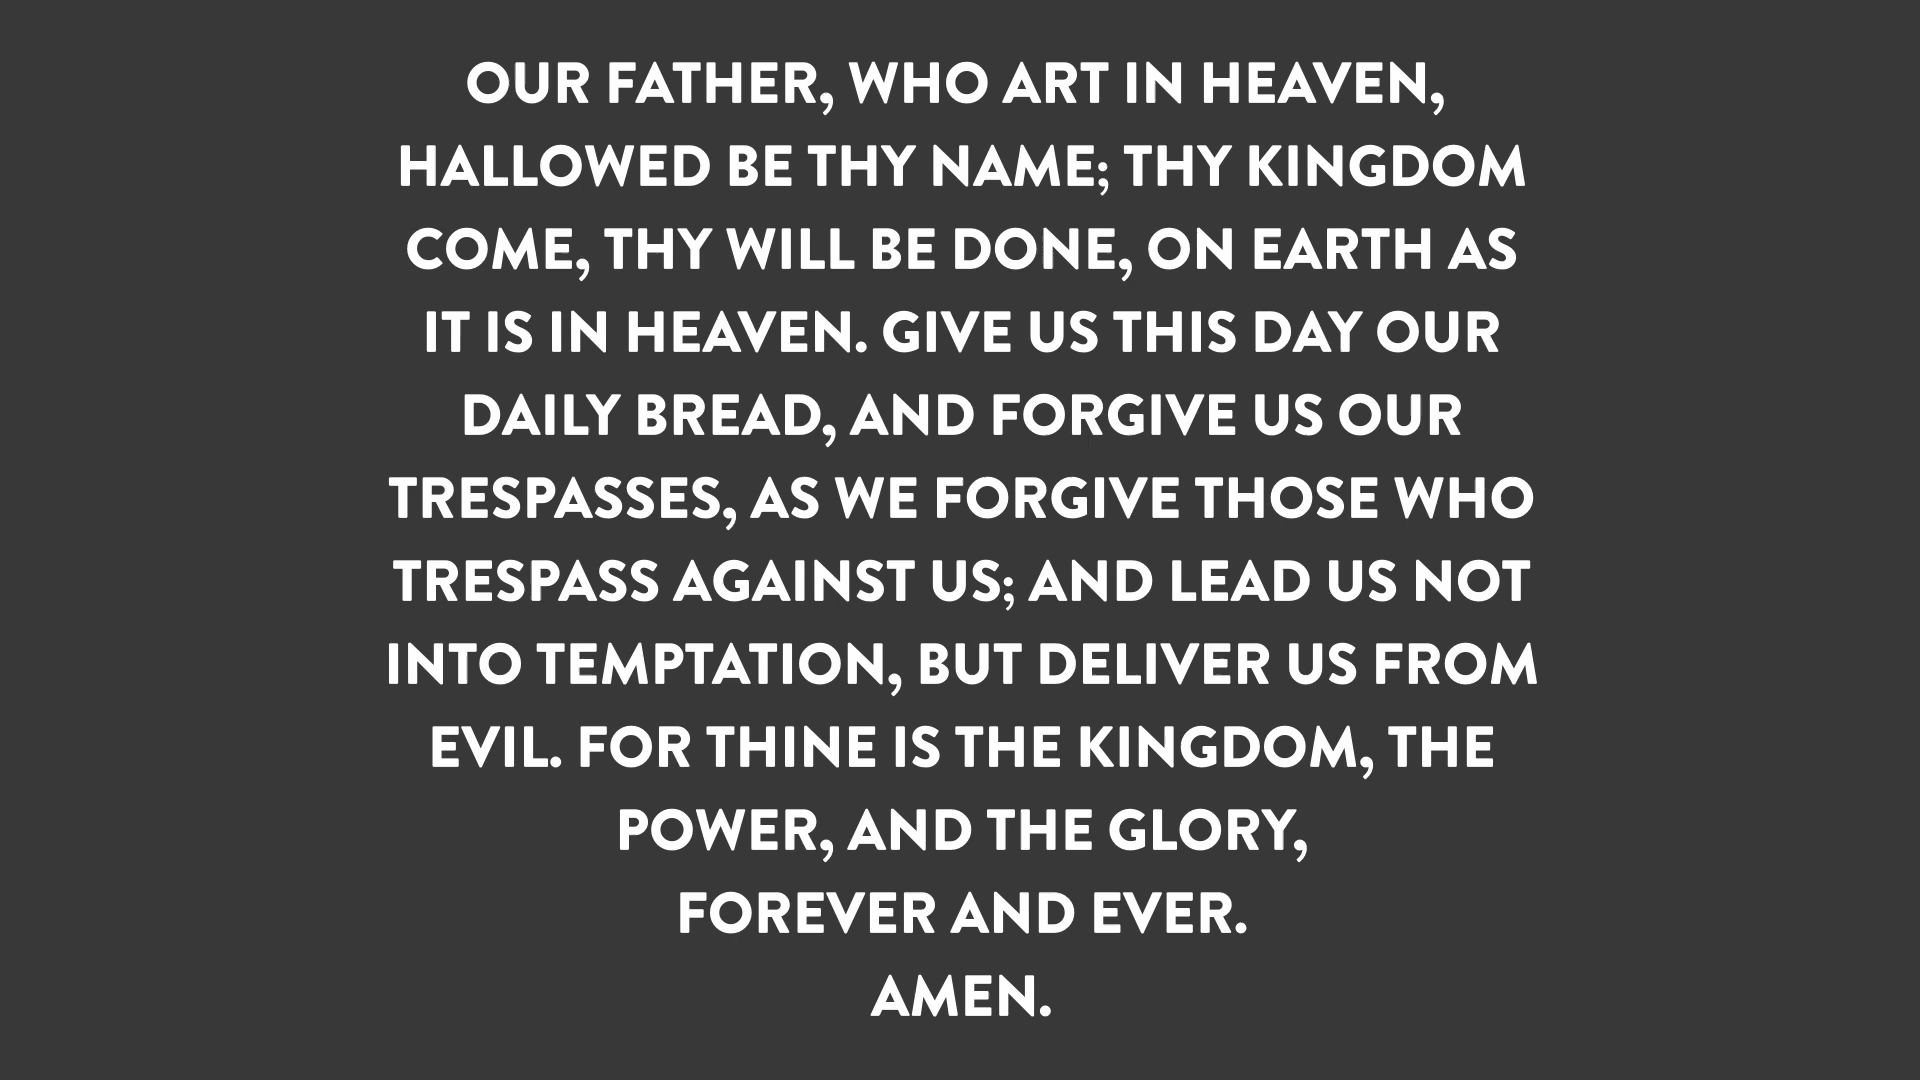 OUR FATHER, WHO ART IN HEAVEN,
HALLOWED BE THY NAME; THY KINGDOM
COME, THY WILL BE DONE, ON EARTH AS
IT IS IN HEAVEN. GIVE US THIS DAY OUR
DAILY BREAD, AND FORGIVE US OUR
TRESPASSES, AS WE FORGIVE THOSE WHO
TRESPASS AGAINST US; AND LEAD US NOT
INTO TEMPTATION, BUT DELIVER US FROM
EVIL. FOR THINE IS THE KINGDOM, THE
POWER, AND THE GLORY,
FOREVER AND EVER.
AMEN.